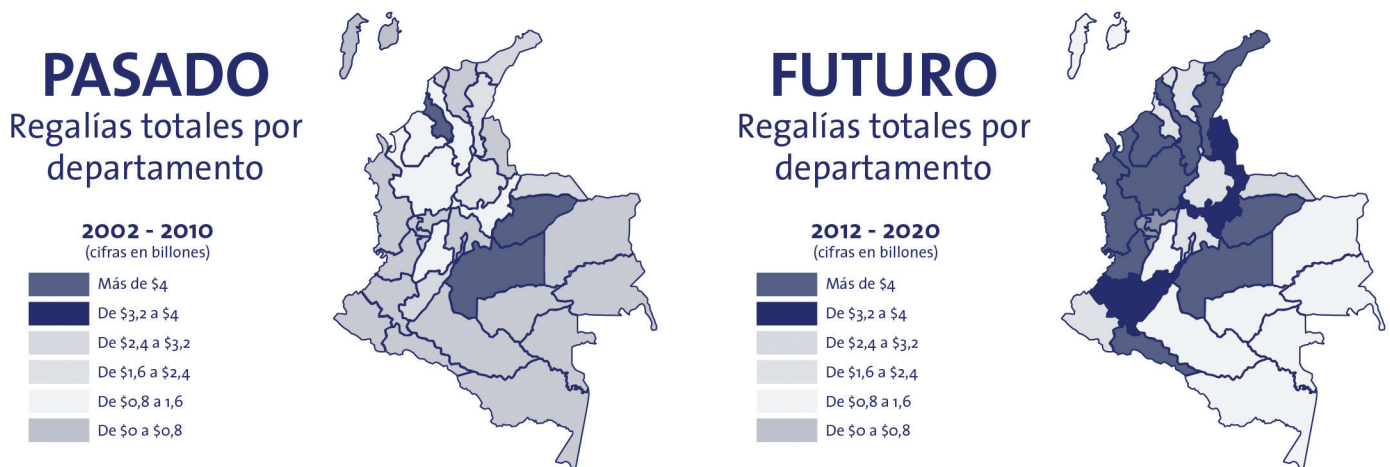 PASADO
Regalías totales por
departamento
2002 - 2010
(cifras en billones)
Más de $4
De $3,2 a $4
De $2,4 a $3,2
De $1,6 a $2,4
De $0,8 a 1,6
De $0 a $0,8
FUTURO
Regalías totales por
departamento
2012 - 2020
(cifras en billones)
Más de $4
De $3,2 a $4
De $2,4 a $3,2
De $1,6 a $2,4
De $0,8 a 1,6
De $0 a $0,8